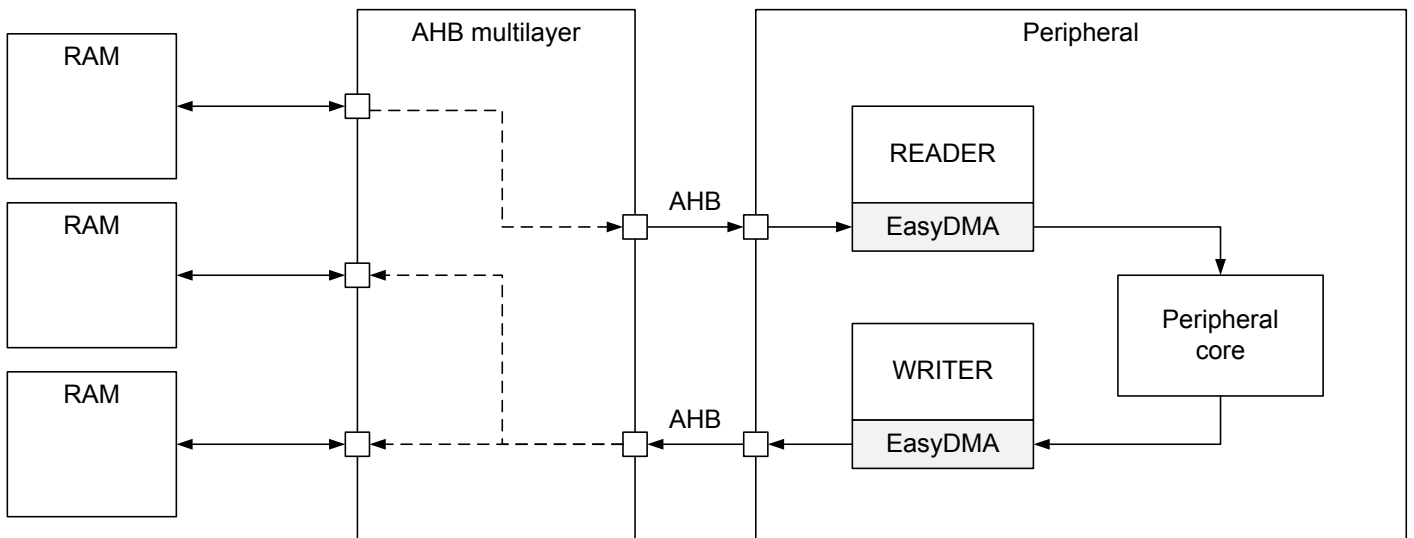 AHB multilayer
Peripheral
RAM
READER
AHB
EasyDMA
RAM
Peripheral
core
WRITER
RAM
AHB
EasyDMA